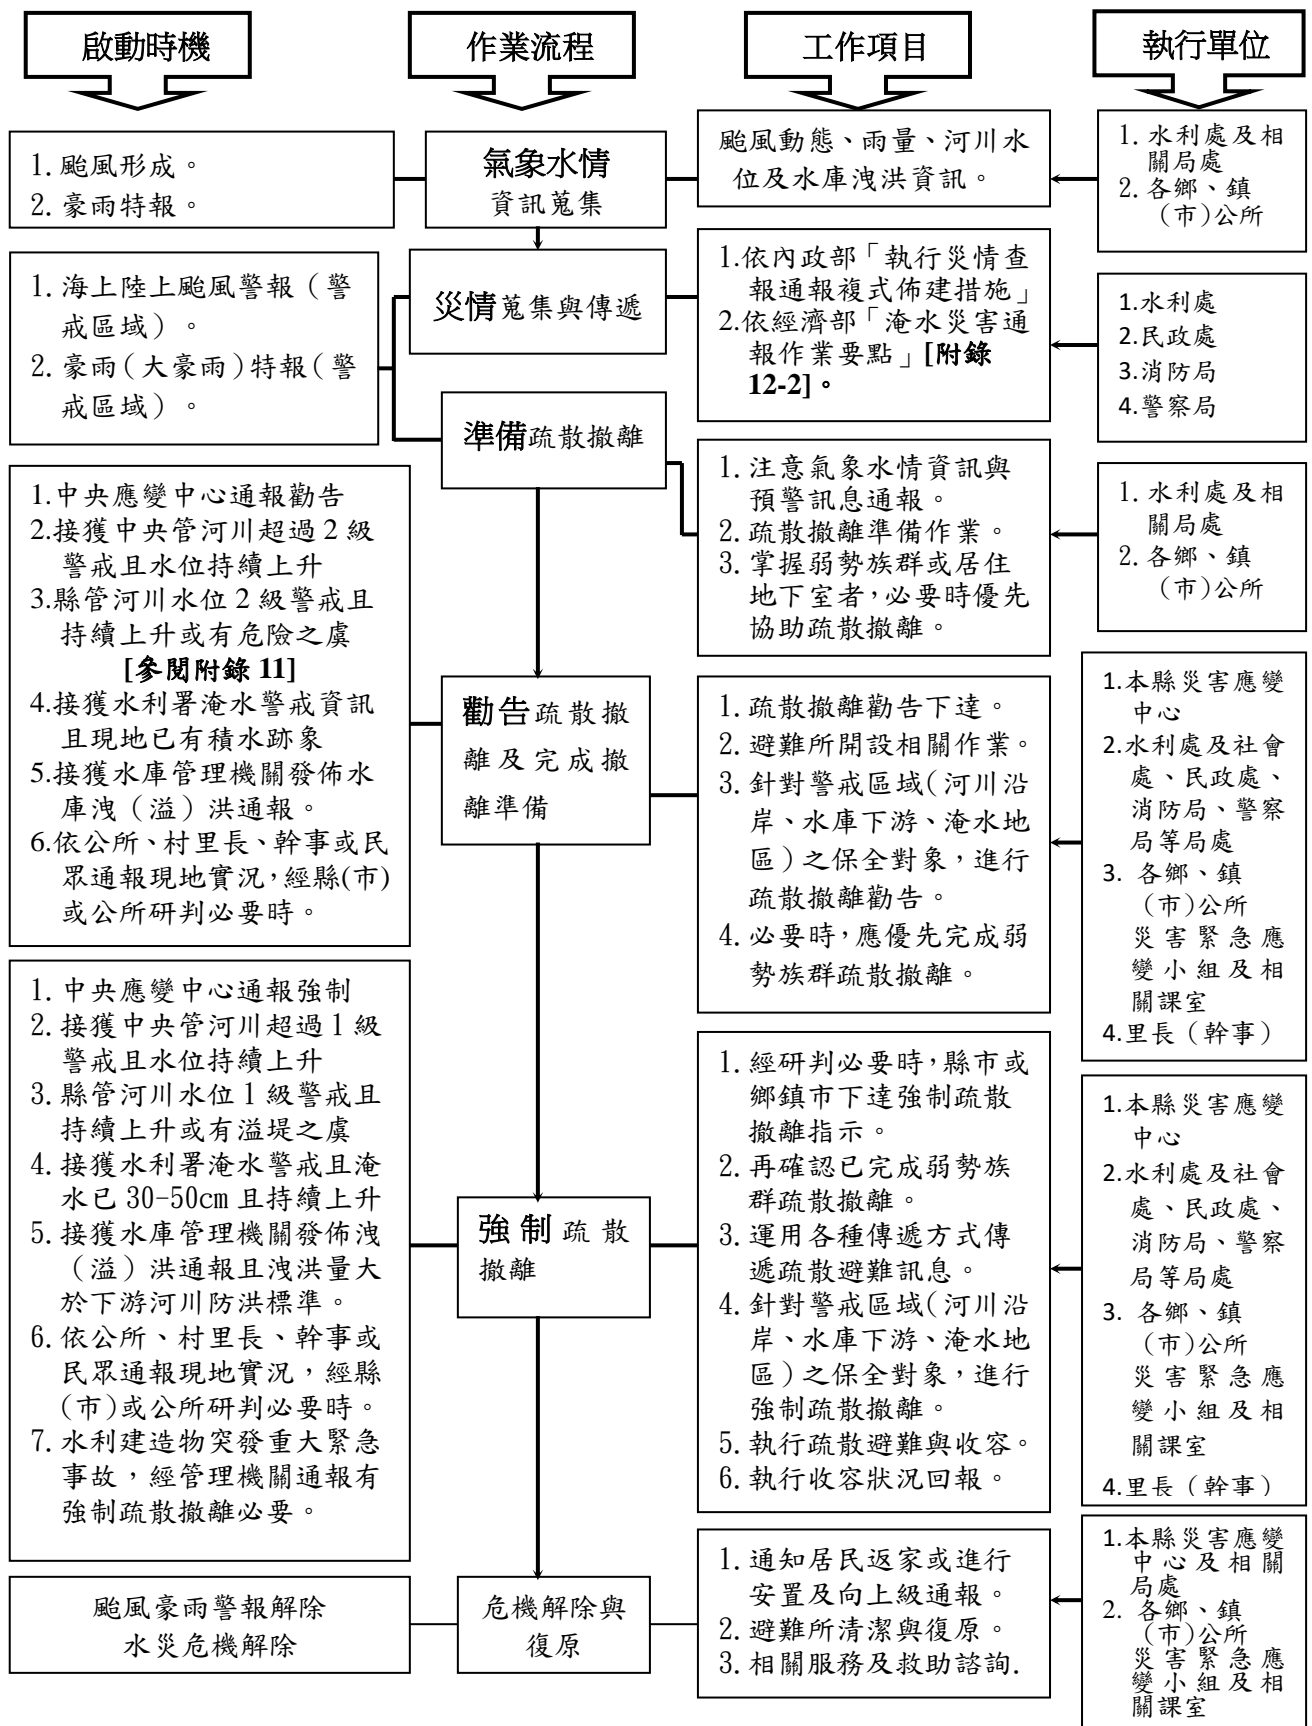 啟動時機
作業流程
工作項目
執行單位
1. 颱風形成。
2. 豪雨特報。
氣象水情
資訊蒐集
颱風動態、雨量、河川水
位及水庫洩洪資訊。
1. 水利處及相
關局處
2. 各鄉、鎮
(市)公所
1. 海上陸上颱風警報（警
戒區域）。
2. 豪雨(大豪雨)特報(警
戒區域）。
災情蒐集與傳遞
1.依內政部「執行災情查
報通報複式佈建措施」
2.依經濟部「淹水災害通
報作業要點」[附錄
12-2]。
1.水利處
2.民政處
3.消防局
4.警察局
準備疏散撤離
1. 注意氣象水情資訊與
預警訊息通報。
2. 疏散撤離準備作業。
3. 掌握弱勢族群或居住
地下室者，必要時優先
協助疏散撤離。
1. 水利處及相
關局處
2. 各鄉、鎮
(市)公所
1.中央應變中心通報勸告
2.接獲中央管河川超過 2 級
警戒且水位持續上升
3.縣管河川水位 2 級警戒且
持續上升或有危險之虞
[參閱附錄 11]
4.接獲水利署淹水警戒資訊
且現地已有積水跡象
5.接獲水庫管理機關發佈水
庫洩（溢）洪通報。
6.依公所、村里長、幹事或民
眾通報現地實況，經縣(市)
或公所研判必要時。
勸告疏散撤
離及完成撤
離準備
1. 疏散撤離勸告下達。
2. 避難所開設相關作業。
3. 針對警戒區域(河川沿
岸、水庫下游、淹水地
區）之保全對象，進行
疏散撤離勸告。
4. 必要時，應優先完成弱
勢族群疏散撤離。
1.本縣災害應變
中心
2.水利處及社會
處、民政處、
消防局、警察
局等局處
3. 各鄉、鎮
(市)公所
災害緊急應
變小組及相
關課室
4.里長（幹事）
1. 中央應變中心通報強制
2. 接獲中央管河川超過 1 級
警戒且水位持續上升
3. 縣管河川水位 1 級警戒且
持續上升或有溢堤之虞
4. 接獲水利署淹水警戒且淹
水已 30-50cm 且持續上升
5. 接獲水庫管理機關發佈洩
（溢）洪通報且洩洪量大
於下游河川防洪標準。
6. 依公所、村里長、幹事或
民眾通報現地實況，經縣
(市)或公所研判必要時。
7. 水利建造物突發重大緊急
事故，經管理機關通報有
強制疏散撤離必要。
強制疏散
撤離
1. 經研判必要時，縣市或
鄉鎮市下達強制疏散
撤離指示。
2. 再確認已完成弱勢族
群疏散撤離。
3. 運用各種傳遞方式傳
遞疏散避難訊息。
4. 針對警戒區域(河川沿
岸、水庫下游、淹水地
區）之保全對象，進行
強制疏散撤離。
5. 執行疏散避難與收容。
6. 執行收容狀況回報。
1.本縣災害應變
中心
2.水利處及社會
處、民政處、
消防局、警察
局等局處
3. 各鄉、鎮
(市)公所
災害緊急應
變小組及相
關課室
4.里長（幹事）
颱風豪雨警報解除
水災危機解除
危機解除與
復原
1. 通知居民返家或進行
安置及向上級通報。
2. 避難所清潔與復原。
3. 相關服務及救助諮詢.
1.本縣災害應變
中心及相關
局處
2. 各鄉、鎮
(市)公所
災害緊急應
變小組及相
關課室